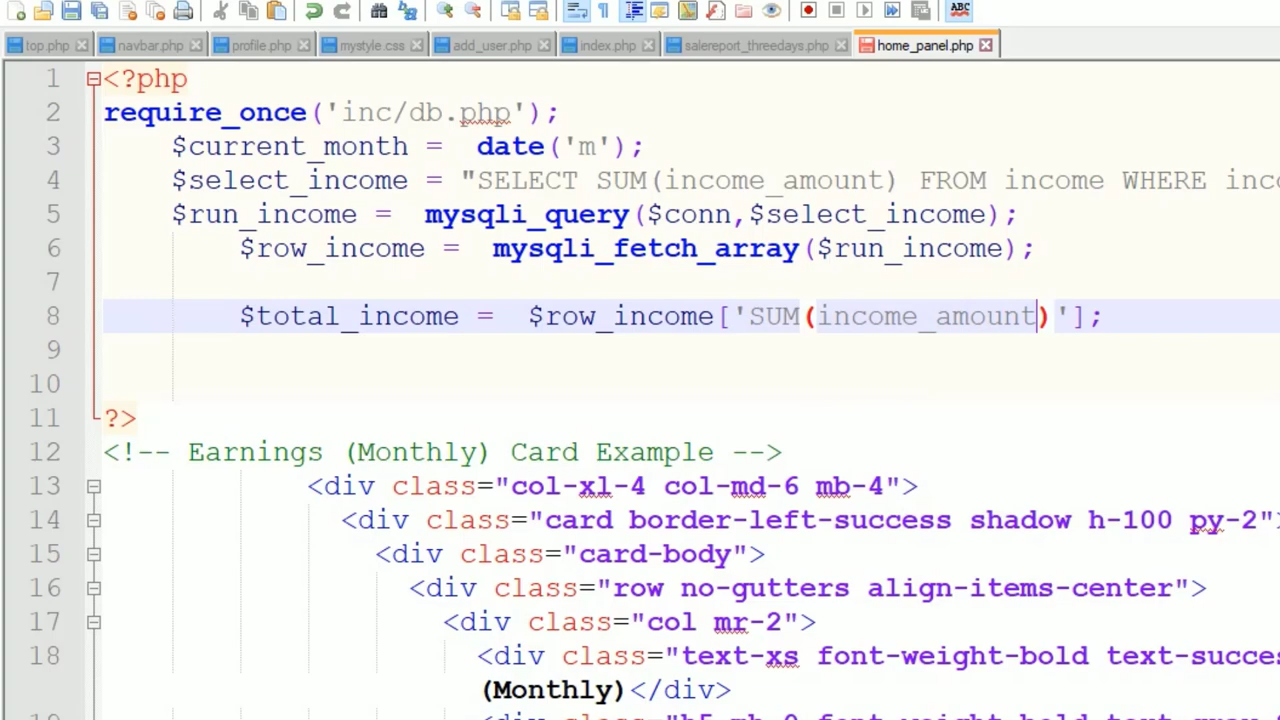 top.php navbar.php profile.php mystyle.css add_user.php index.php salereport_threedays.php home_panel.php
1 <?php
2 require_once('inc/db.php');
3 $current_month = date('m');
4 $select_income = "SELECT SUM(income_amount) FROM income WHERE inco
5 $run_income = mysqli_query($conn,$select_income);
6 $row_income = mysqli_fetch_array($run_income);
7
8 $total_income = $row_income['SUM(income_amount)'];
9
10
11 ?>
12 <!-- Earnings (Monthly) Card Example -->
13 <div class="col-xl-4 col-md-6 mb-4">
14 <div class="card border-left-success shadow h-100 py-2">
15 <div class="card-body">
16 <div class="row no-gutters align-items-center">
17 <div class="col mr-2">
18 <div class="text-xs font-weight-bold text-succes
(Monthly)</div>